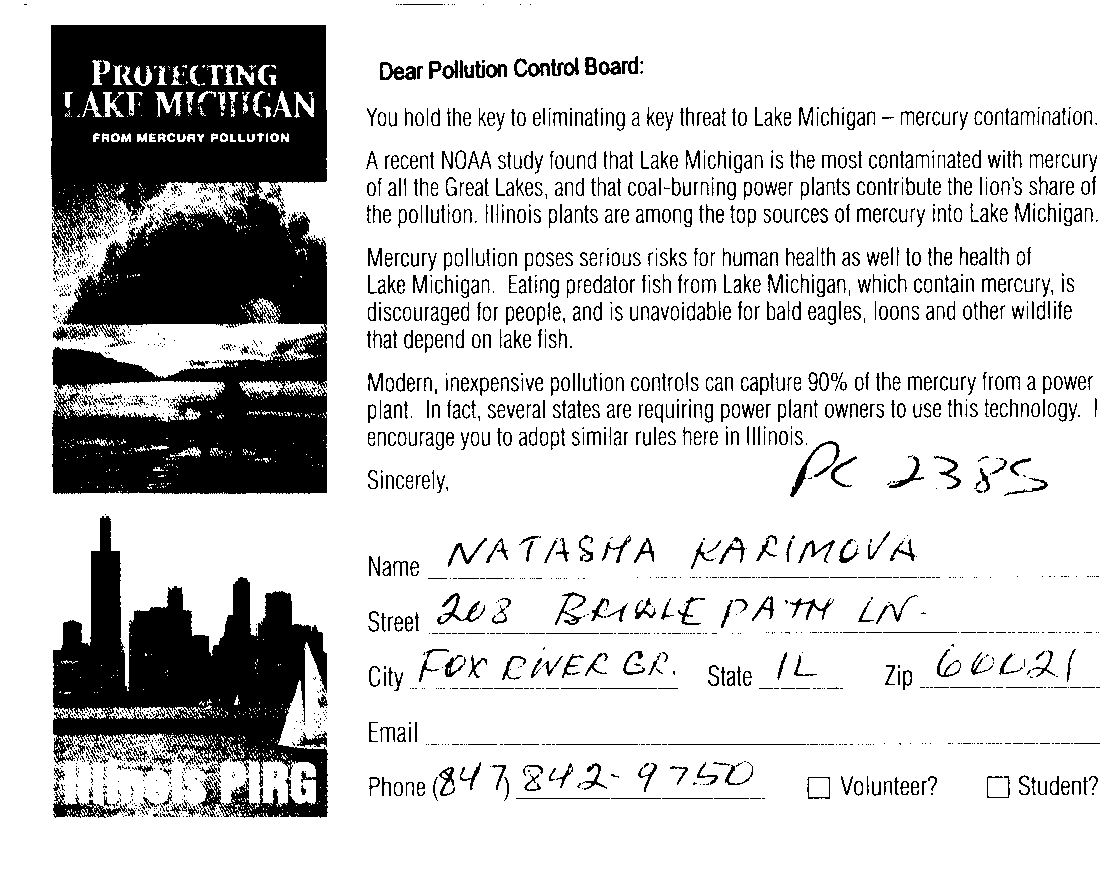 PROTECTING
LAKE MICHIGAN
FROM MERCURY POLLUTION
Dear Pollution Control Board:
You hold the key to eliminating a key threat to Lake Michigan – mercury contamination.
A recent NOAA study found that Lake Michigan is the most contaminated with mercury
of all the Great Lakes, and that coal-burning power plants contribute the lion's share of
the pollution. Illinois plants are among the top sources of mercury into Lake Michigan.
Mercury pollution poses serious risks for human health as well to the health of
Lake Michigan. Eating predator fish from Lake Michigan, which contain mercury, is
discouraged for people, and is unavoidable for bald eagles, loons and other wildlife
that depend on lake fish.
Modern, inexpensive pollution controls can capture 90% of the mercury from a power
plant. In fact, several states are requiring power plant owners to use this technology. I
encourage you to adopt similar rules here in Illinois.
Sincerely,
PC 2385
Name NATASHA KARIMOVA
Street 208 BRIDLE PATH LN.
City FOX RIVER GR. State IL Zip 60021
Email
Phone (847) 842-9750 Volunteer? Student?
Illinois PIRG